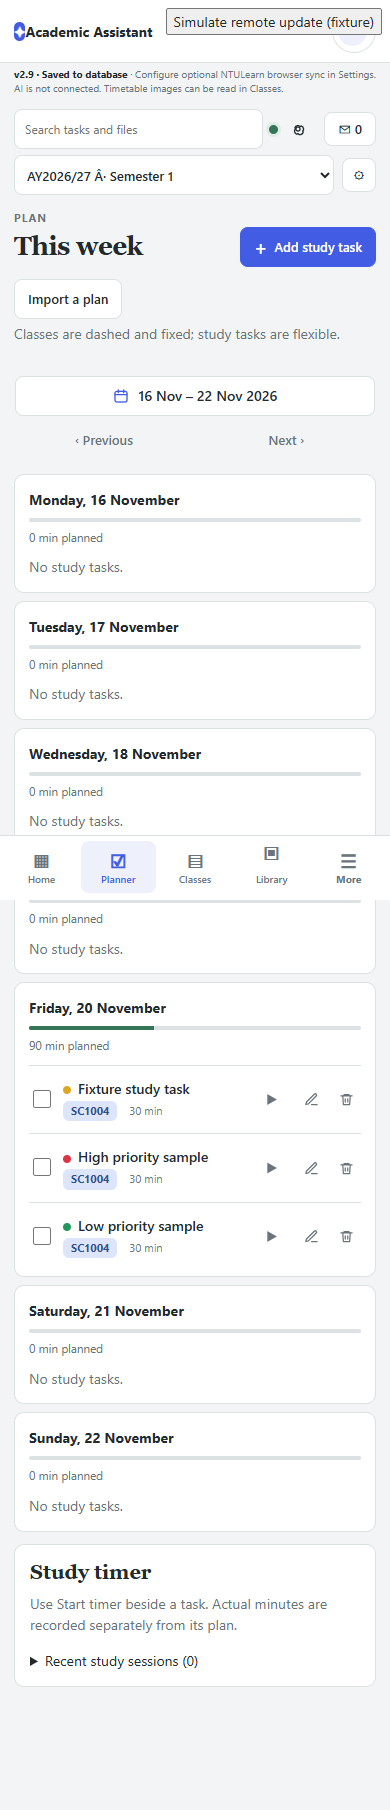 Academic Assistant
Simulate remote update (fixture)
v2.9 • Saved to database · Configure optional NTULearn browser sync in Settings.
AI is not connected. Timetable images can be read in Classes.
Search tasks and files
0
AY2026/27 Â· Semester 1
PLAN
This week
+ Add study task
Import a plan
Classes are dashed and fixed; study tasks are flexible.
16 Nov – 22 Nov 2026
‹ Previous
Next ›
Monday, 16 November
0 min planned
No study tasks.
Tuesday, 17 November
0 min planned
No study tasks.
Wednesday, 18 November
0 min planned
No study tasks.
Home
Planner
Classes
Library
More
0 min planned
No study tasks.
Friday, 20 November
90 min planned
Fixture study task
SC1004 30 min
High priority sample
SC1004 30 min
Low priority sample
SC1004 30 min
Saturday, 21 November
0 min planned
No study tasks.
Sunday, 22 November
0 min planned
No study tasks.
Study timer
Use Start timer beside a task. Actual minutes are
recorded separately from its plan.
Recent study sessions (0)